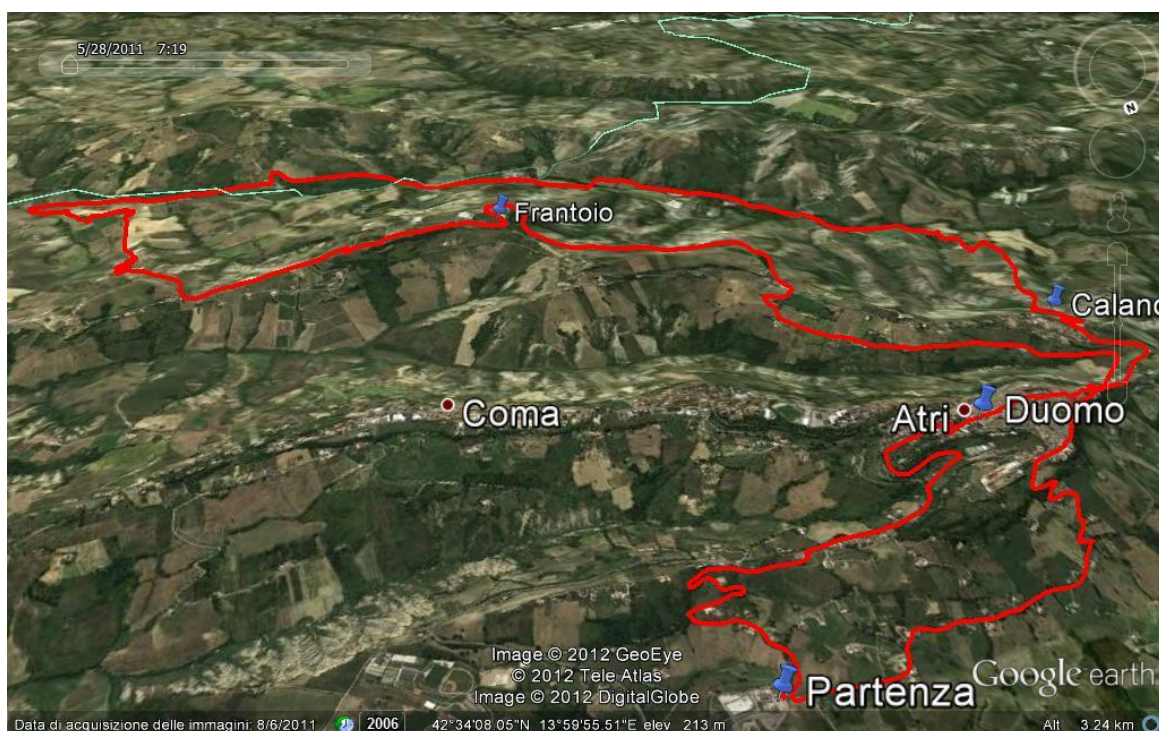 5/28/2011 7:19
N
Frantoio
Calanc
Coma
Atri
Duomo
Partenza
Image © 2012 GeoEye
© 2012 Tele Atlas
Image © 2012 DigitalGlobe
Google earth
Data di acquisizione delle immagini: 8/6/2011 2006 42°34'08.05"N 13°59'55.51"E elev 213 m Alt 3.24 km